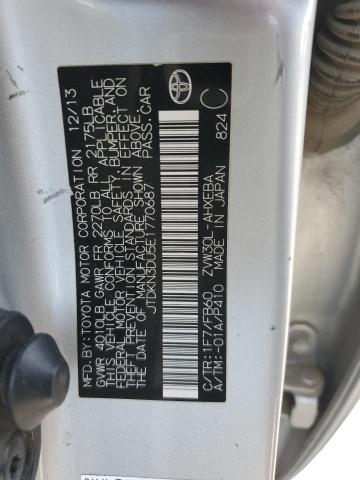 MFD.BY:TOYOTA MOTOR CORPORATION 12/13
GVWR 4010LB GAWR FR 2270LB RR 2175LB
THIS VEHICLE CONFORMS TO ALL APPLICABLE
FEDERAL MOTOR VEHICLE SAFETY, BUMPER, AND
THEFT PREVENTION STANDARDS IN EFFECT ON
THE DATE OF MANUFACTURE SHOWN ABOVE.
JTDKN3DU6E1770687 PASS.CAR
C/TR:1F7/FB60 ZVW30L-AHXEBA
A/TM:-01A/P410 MADE IN JAPAN 824 C